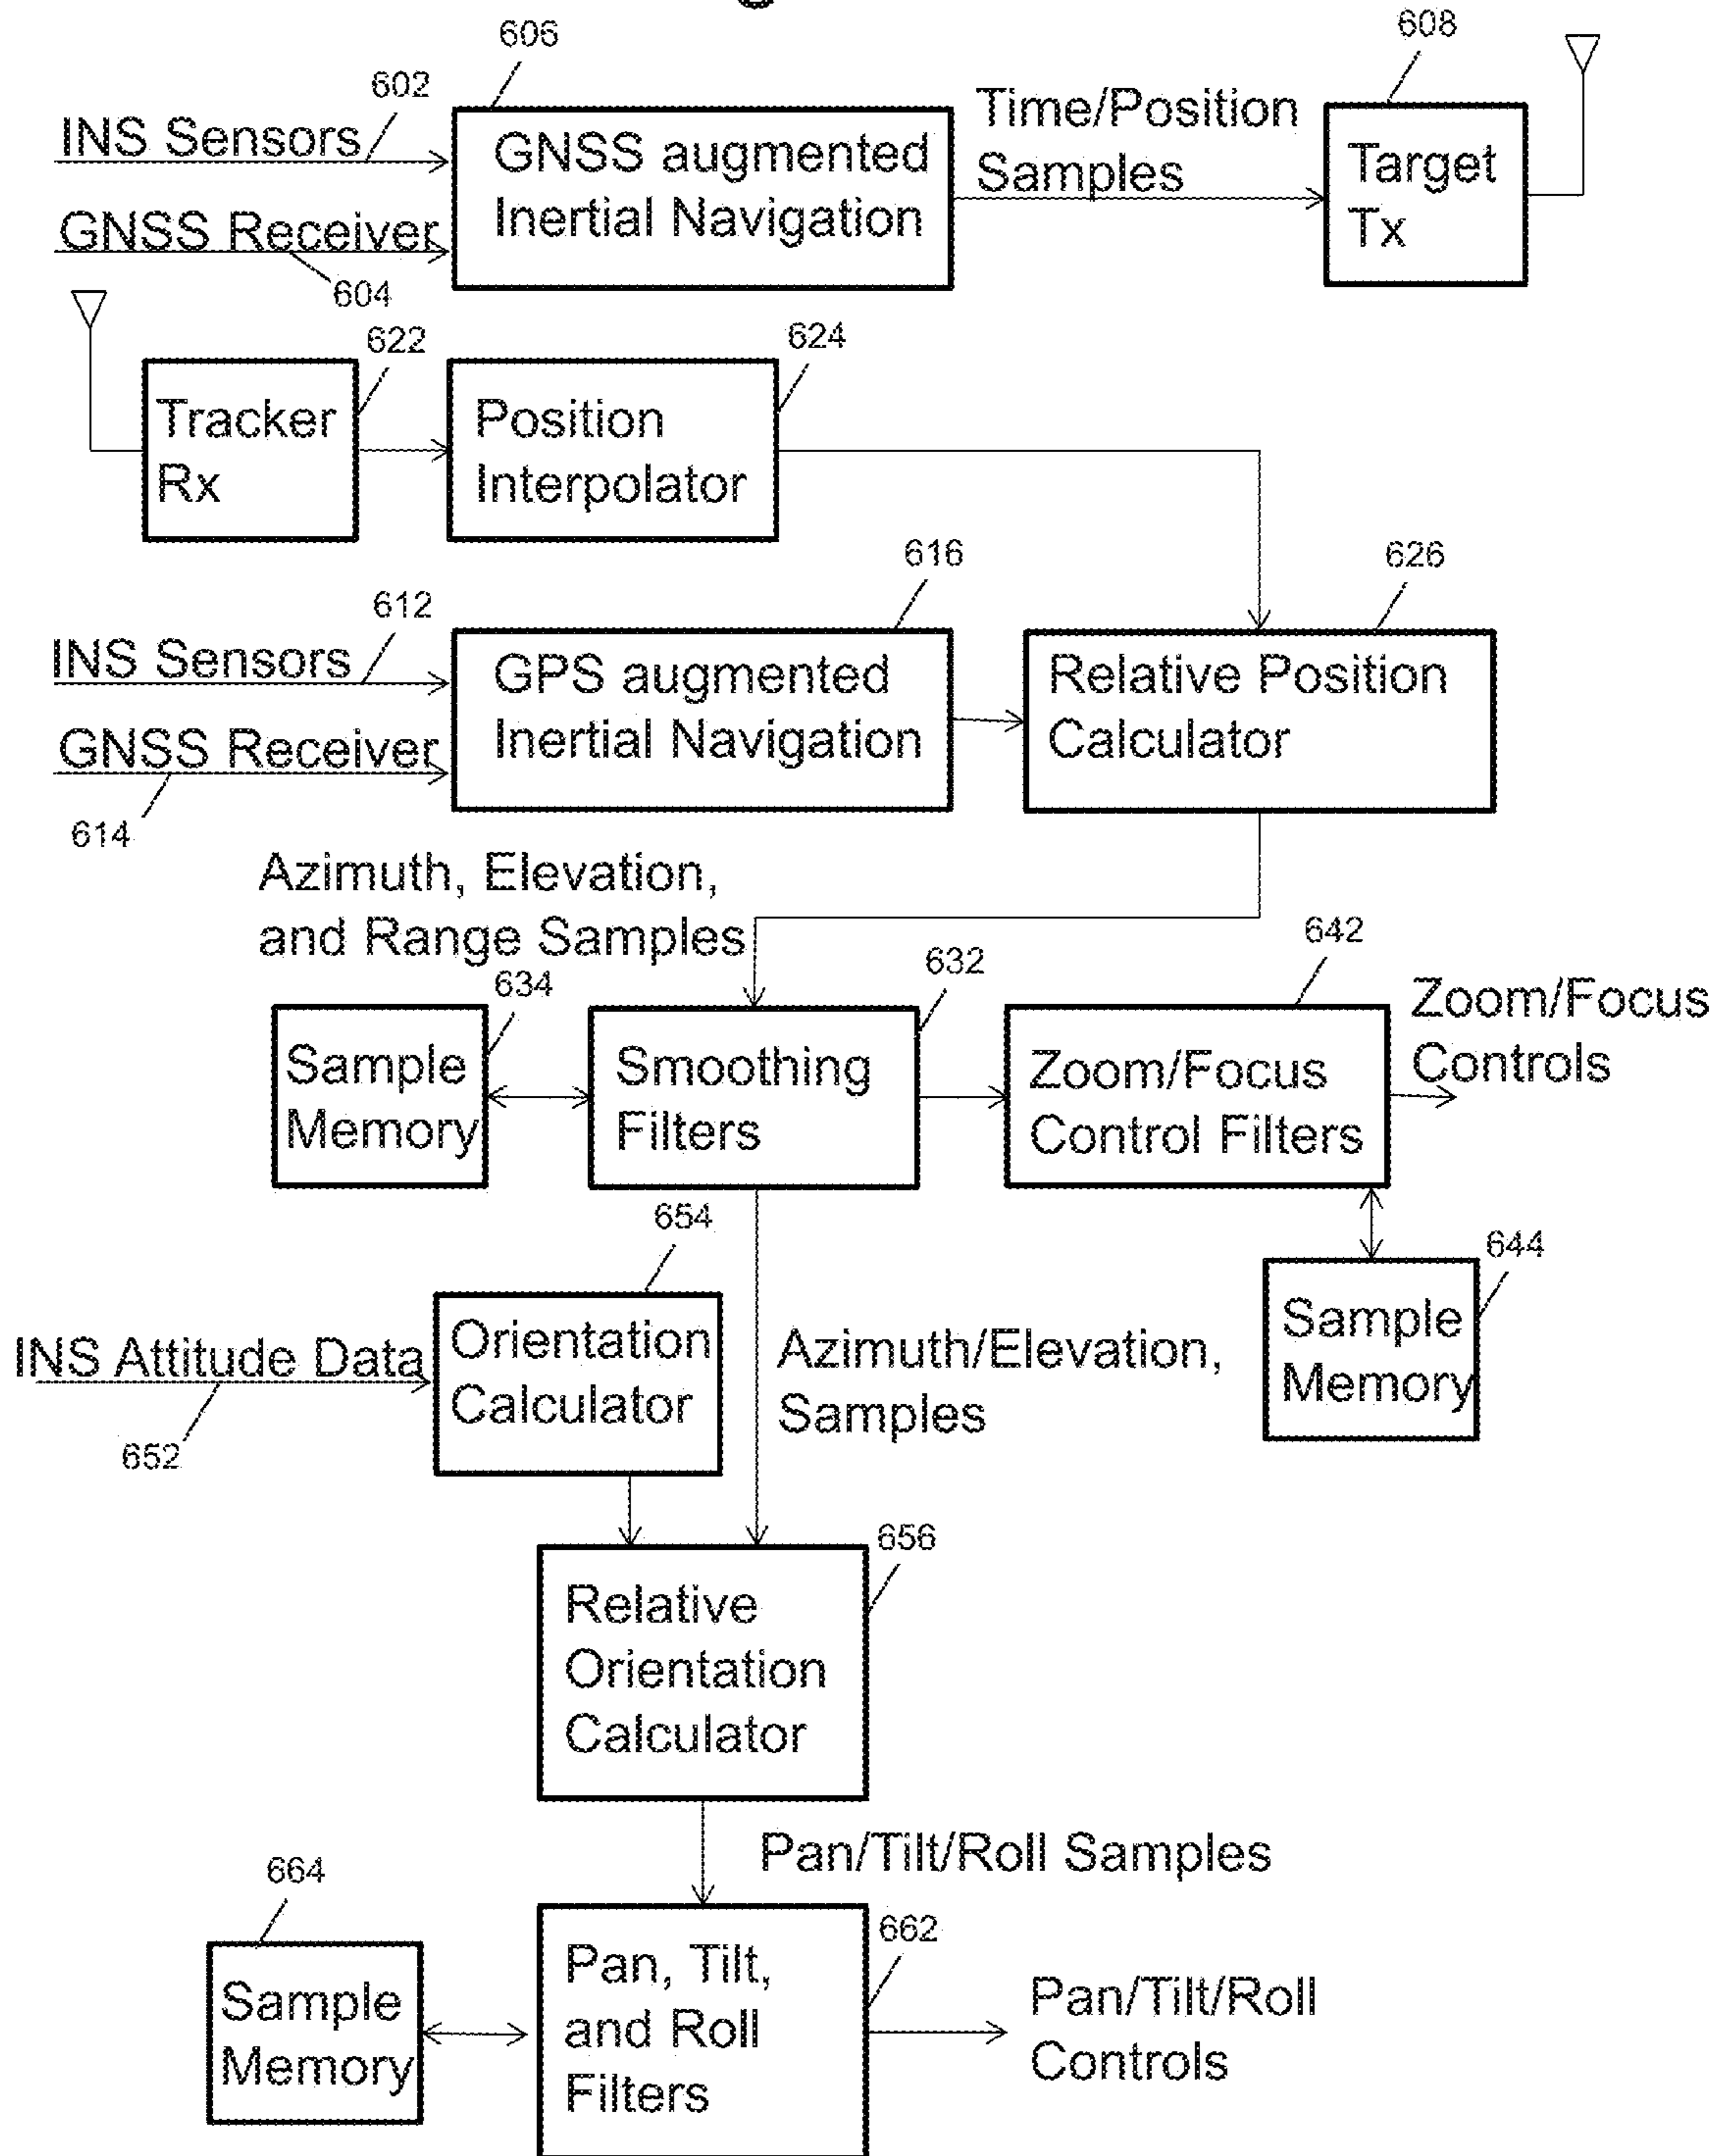 606
608
602
INS Sensors
GNSS augmented
Inertial Navigation
Time/Position
Samples
Target
Tx
GNSS Receiver
604
622
624
Tracker
Rx
Position
Interpolator
616
626
612
INS Sensors
GPS augmented
Inertial Navigation
Relative Position
Calculator
GNSS Receiver
614
Azimuth, Elevation,
and Range Samples
634
632
642
Zoom/Focus
Controls
Sample
Memory
Smoothing
Filters
Zoom/Focus
Control Filters
654
644
Sample
Memory
INS Attitude Data
652
Orientation
Calculator
Azimuth/Elevation,
Samples
656
Relative
Orientation
Calculator
Pan/Tilt/Roll Samples
664
662
Sample
Memory
Pan, Tilt,
and Roll
Filters
Pan/Tilt/Roll
Controls